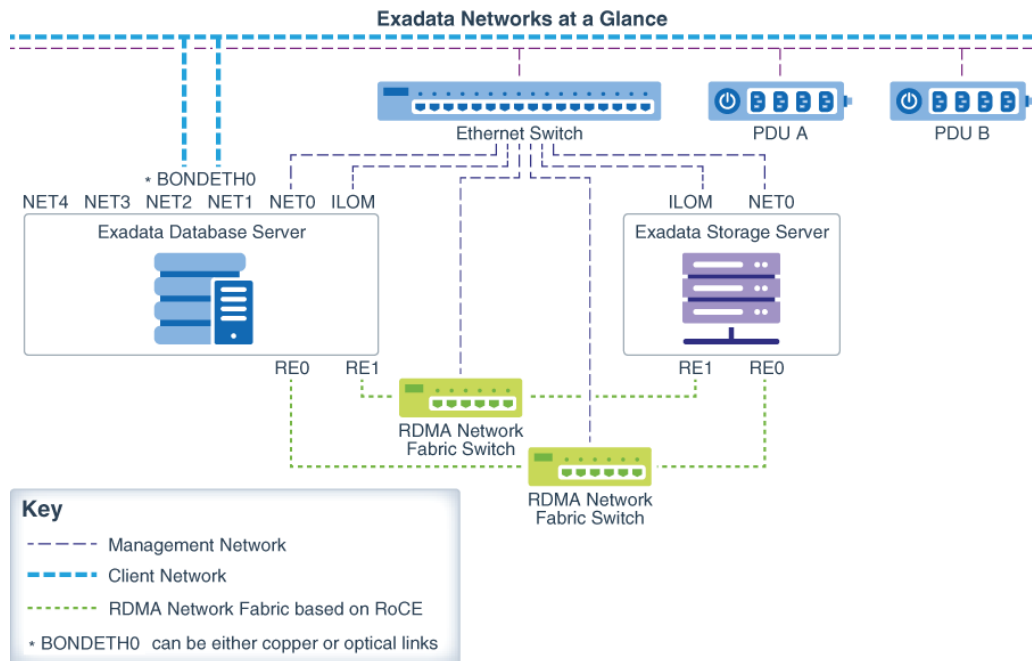 Exadata Networks at a Glance
Ethernet Switch
PDU A
PDU B
* BONDETH0
NET4 NET3 NET2 NET1 NET0 ILOM
ILOM NET0
Exadata Database Server
Exadata Storage Server
RE0 RE1
RE1 RE0
RDMA Network
Fabric Switch
RDMA Network
Fabric Switch
Key
Management Network
Client Network
RDMA Network Fabric based on RoCE
* BONDETH0 can be either copper or optical links